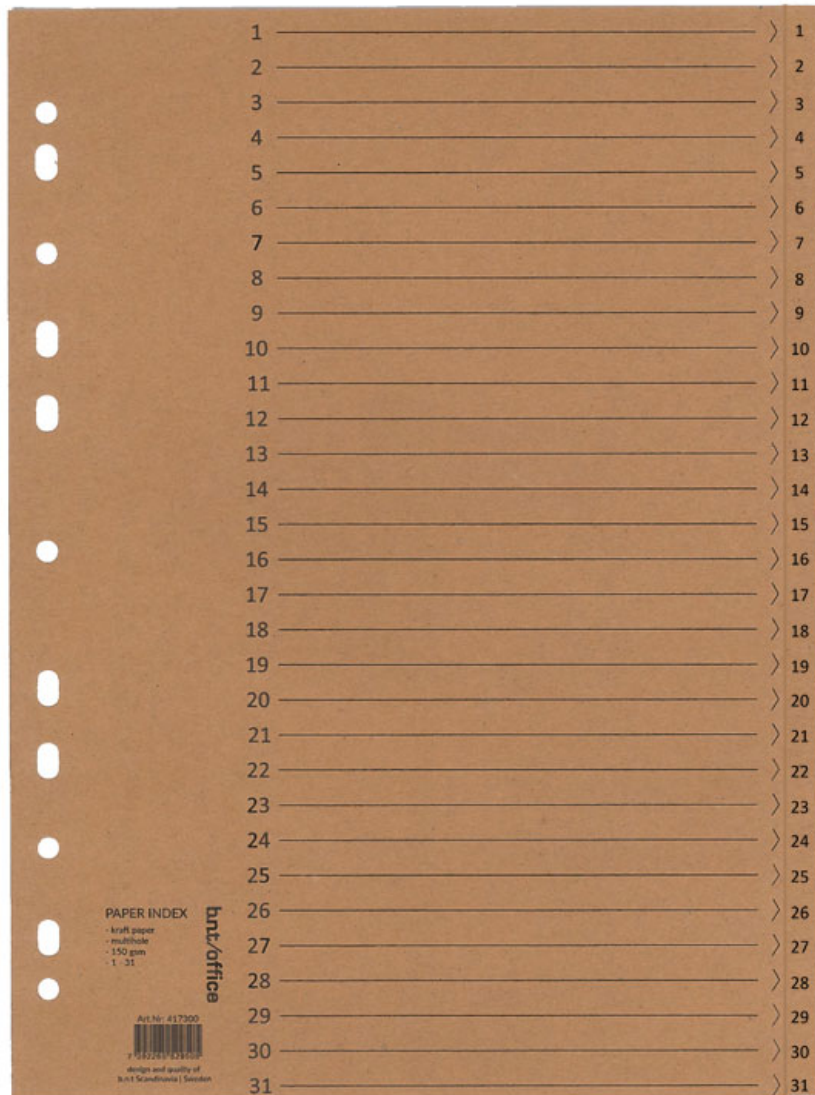 1 〉 1
2 〉 2
3 〉 3
4 〉 4
5 〉 5
6 〉 6
7 〉 7
8 〉 8
9 〉 9
10 〉 10
11 〉 11
12 〉 12
13 〉 13
14 〉 14
15 〉 15
16 〉 16
17 〉 17
18 〉 18
19 〉 19
20 〉 20
21 〉 21
22 〉 22
23 〉 23
24 〉 24
25 〉 25
26 〉 26
27 〉 27
28 〉 28
29 〉 29
30 〉 30
31 〉 31
PAPER INDEX
- kraft paper
- multihole
- 150 gsm
- 1 - 31
b.n.t/office
Art.Nr: 417300
design and quality of
b.n.t Scandinavia | Sweden